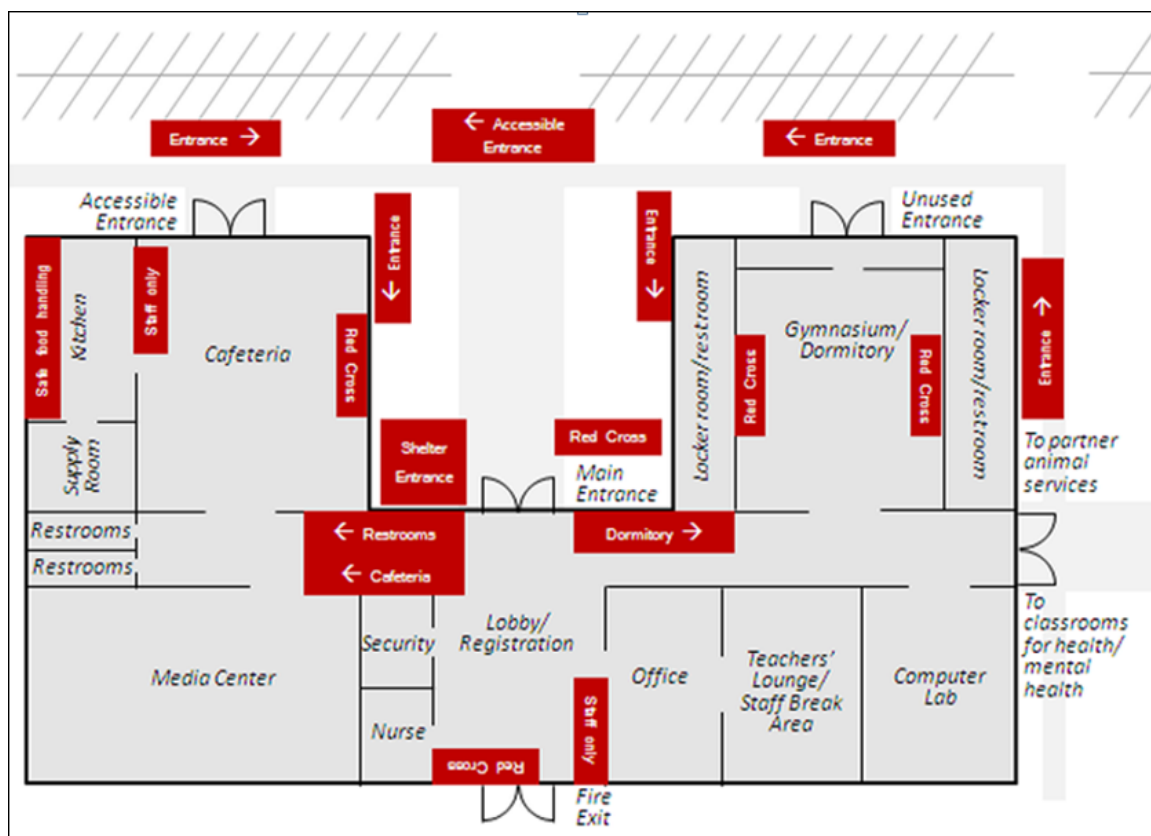 Entrance →
← Accessible
Entrance
← Entrance
Accessible
Entrance
Unused
Entrance
← Entrance
Entrance →
Safe food handling
Kitchen
Staff only
Cafeteria
Red Cross
Locker room/restroom
Gymnasium/
Dormitory
Red Cross
Red Cross
Locker room/restroom
Entrance →
Shelter
Entrance
Red Cross
Main
Entrance
To partner
animal
services
Supply
Room
Restrooms
Restrooms
← Restrooms
← Cafeteria
Dormitory →
Security
Lobby/
Registration
Media Center
Office
Teachers'
Lounge/
Staff Break
Area
Computer
Lab
To
classrooms
for health/
mental
health
Nurse
Staff only
Red Cross
Fire
Exit